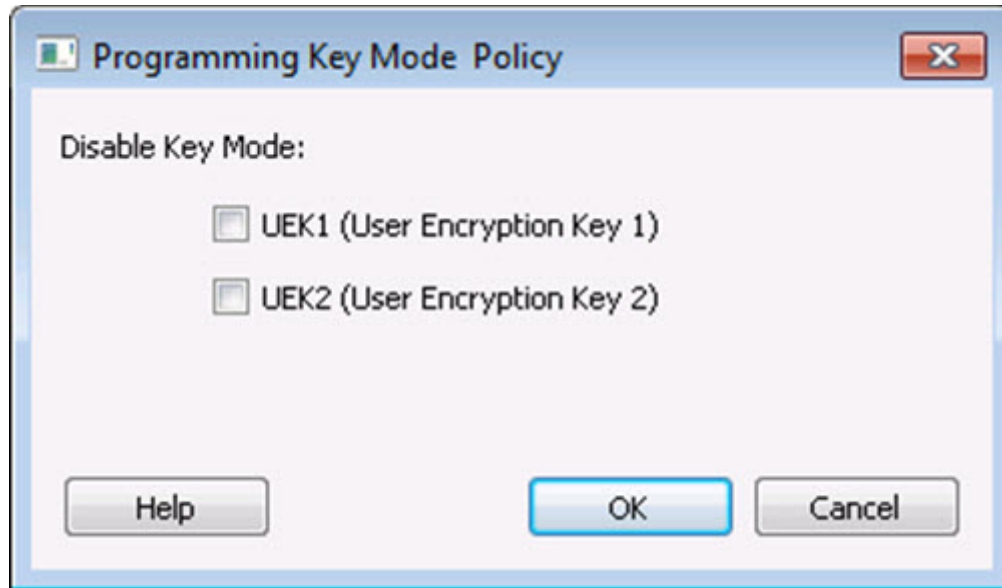 Programming Key Mode Policy
Disable Key Mode:
UEK1 (User Encryption Key 1)
UEK2 (User Encryption Key 2)
Help OK Cancel